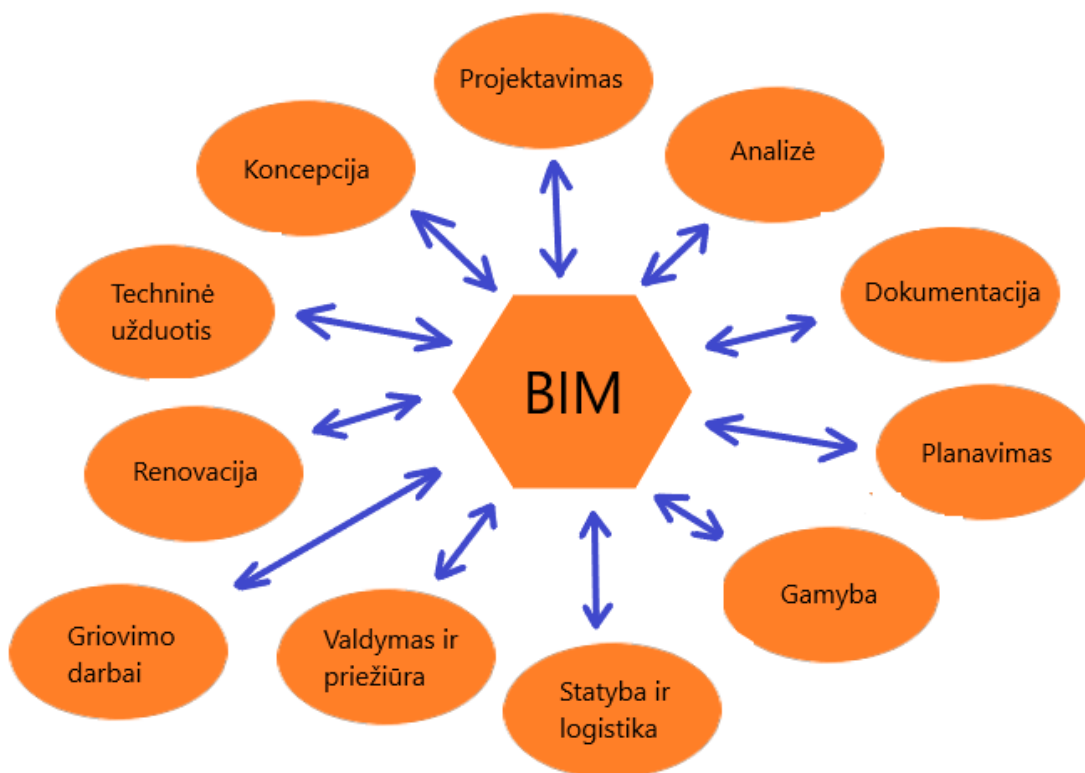 Projektavimas
Analizė
Koncepcija
Dokumentacija
Techninė
užduotis
BIM
Planavimas
Renovacija
Gamyba
Griovimo
darbai
Valdymas ir
priežiūra
Statyba ir
logistika